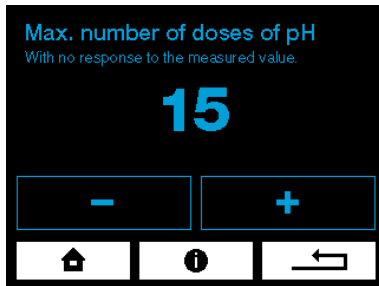 Max. number of doses of pH
With no response to the measured value.
15
− +